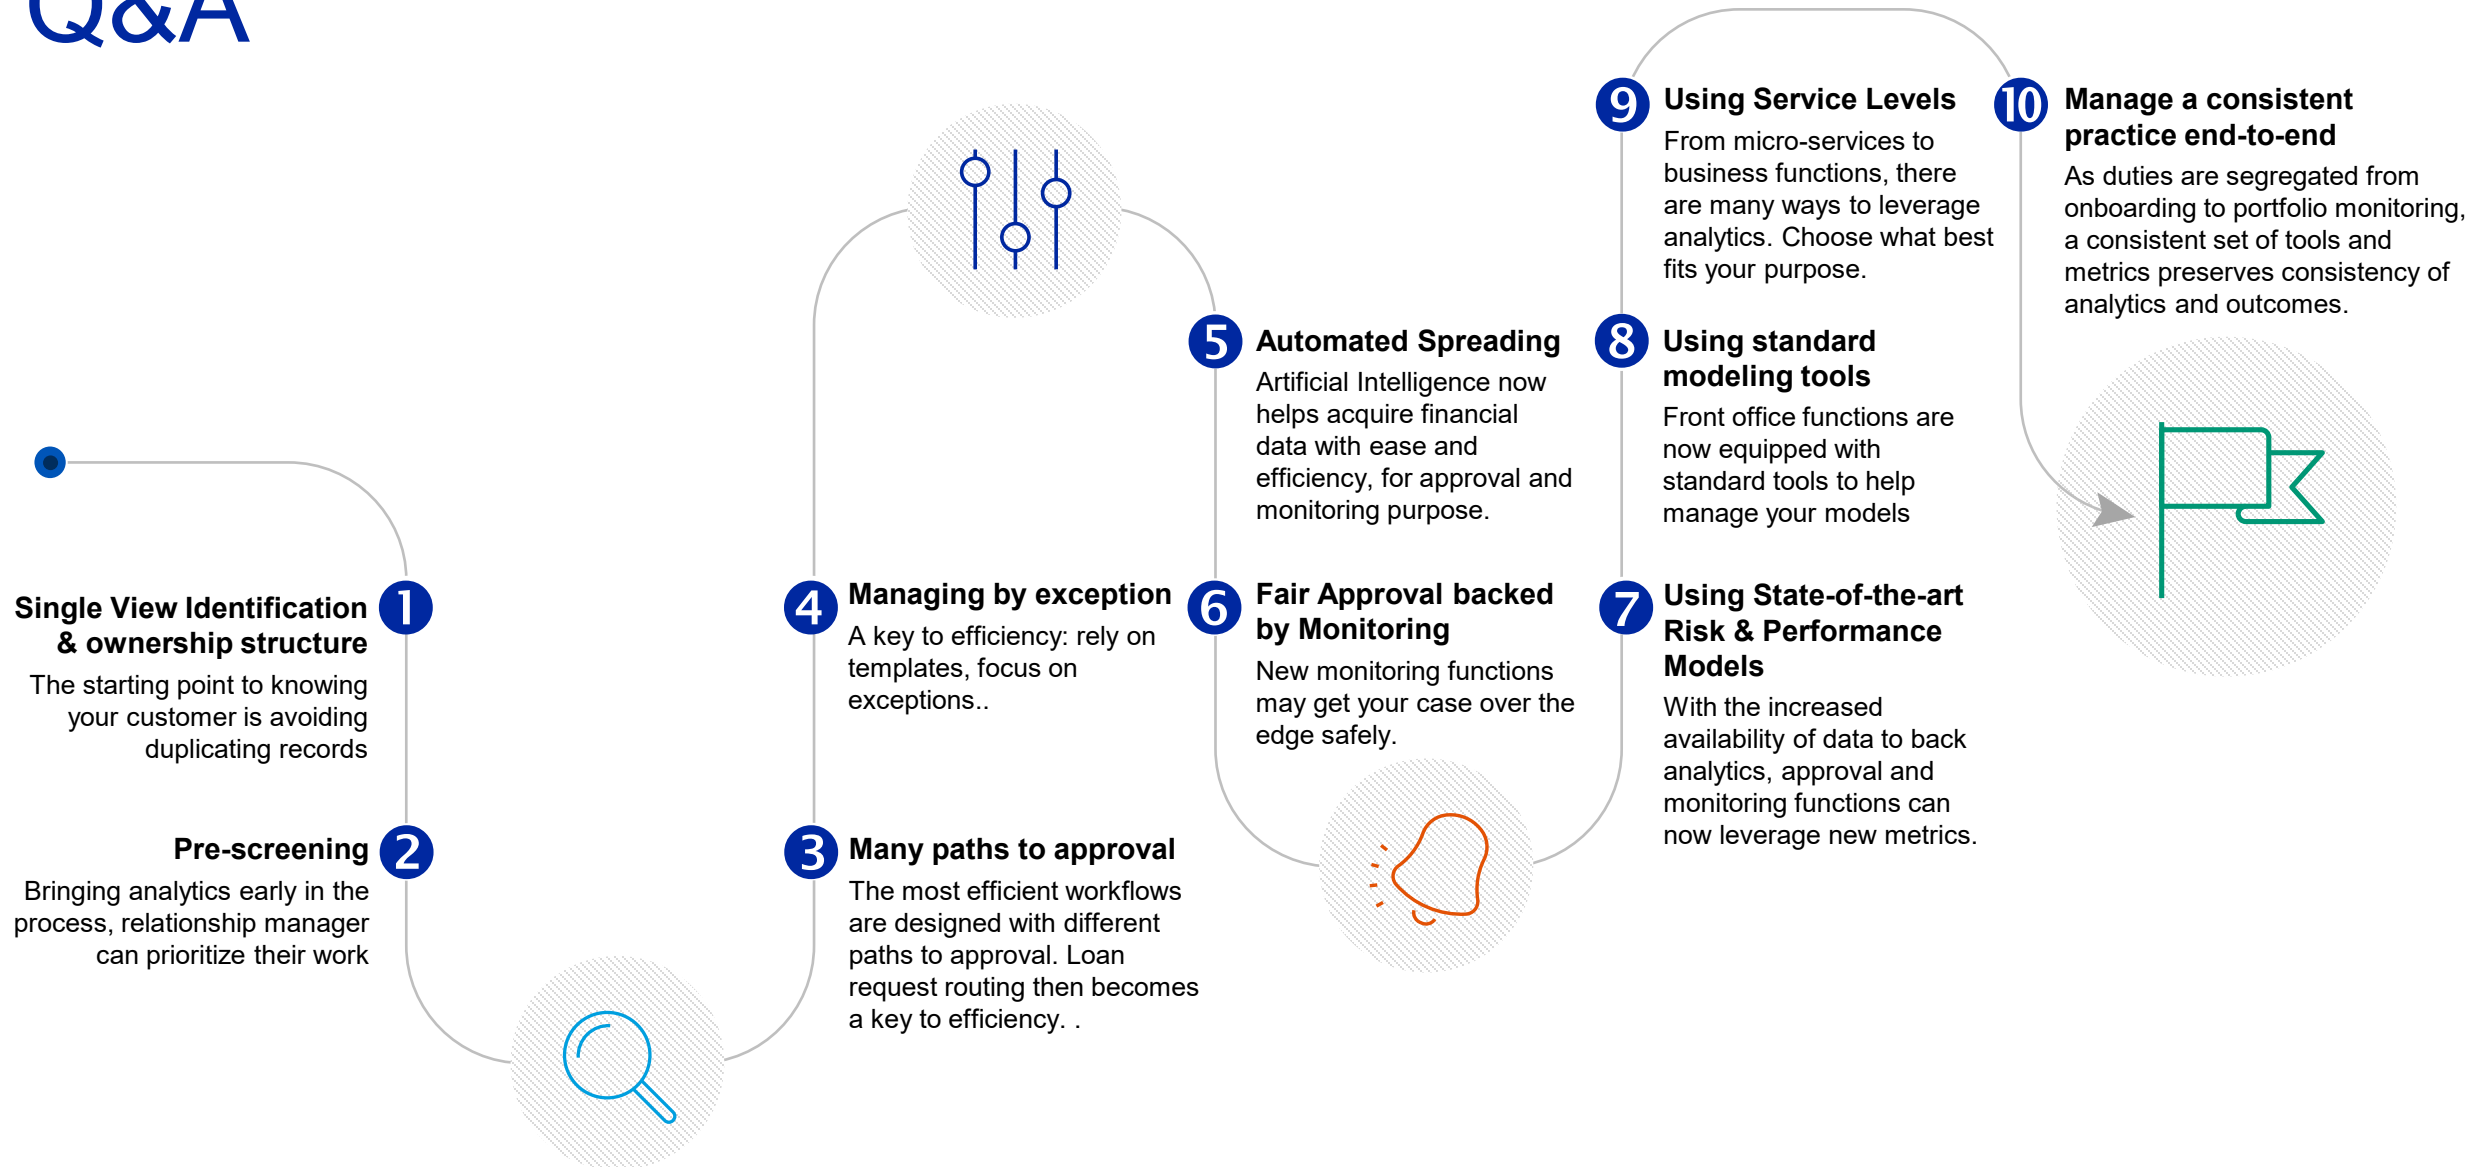 Q&A
1
Single View Identification
& ownership structure
The starting point to knowing
your customer is avoiding
duplicating records
2
Pre-screening
Bringing analytics early in the
process, relationship manager
can prioritize their work
3
Many paths to approval
The most efficient workflows
are designed with different
paths to approval. Loan
request routing then becomes
a key to efficiency. .
4
Managing by exception
A key to efficiency: rely on
templates, focus on
exceptions..
5
Automated Spreading
Artificial Intelligence now
helps acquire financial
data with ease and
efficiency, for approval and
monitoring purpose.
6
Fair Approval backed
by Monitoring
New monitoring functions
may get your case over the
edge safely.
7
Using State-of-the-art
Risk & Performance
Models
With the increased
availability of data to back
analytics, approval and
monitoring functions can
now leverage new metrics.
8
Using standard
modeling tools
Front office functions are
now equipped with
standard tools to help
manage your models
9
Using Service Levels
From micro-services to
business functions, there
are many ways to leverage
analytics. Choose what best
fits your purpose.
10
Manage a consistent
practice end-to-end
As duties are segregated from
onboarding to portfolio monitoring,
a consistent set of tools and
metrics preserves consistency of
analytics and outcomes.